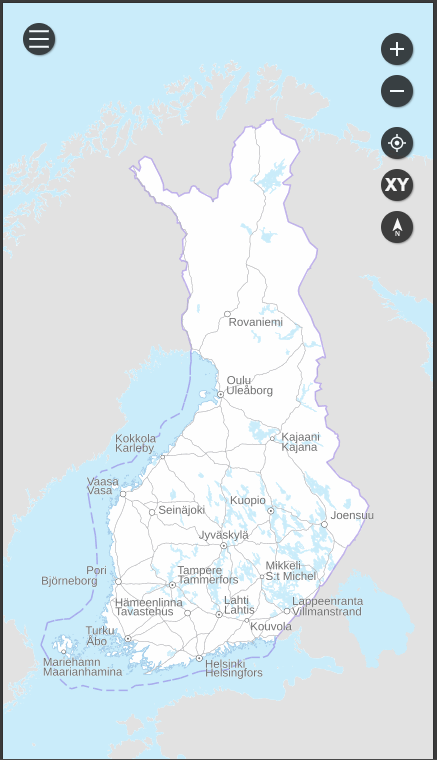 XY
N
Rovaniemi
Oulu
Uleåborg
Kokkola
Karleby
Kajaani
Kajana
Vaasa
Vasa
Seinäjoki
Kuopio
Joensuu
Jyväskylä
Pori
Björneborg
Tampere
Tammerfors
Mikkeli
S:t Michel
Hämeenlinna
Tavastehus
Lahti
Lahtis
Lappeenranta
Villmanstrand
Kouvola
Turku
Åbo
Mariehamn
Maarianhamina
Helsinki
Helsingfors